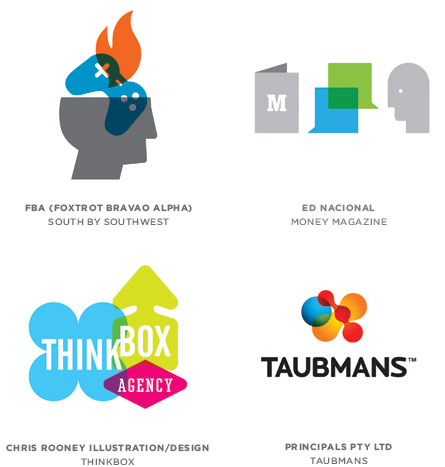 FBA (FOXTROT BRAVAO ALPHA)
SOUTH BY SOUTHWEST
M
ED NACIONAL
MONEY MAGAZINE
THINK BOX
AGENCY
CHRIS ROONEY ILLUSTRATION/DESIGN
THINKBOX
TAUBMANS™
PRINCIPALS PTY LTD
TAUBMANS